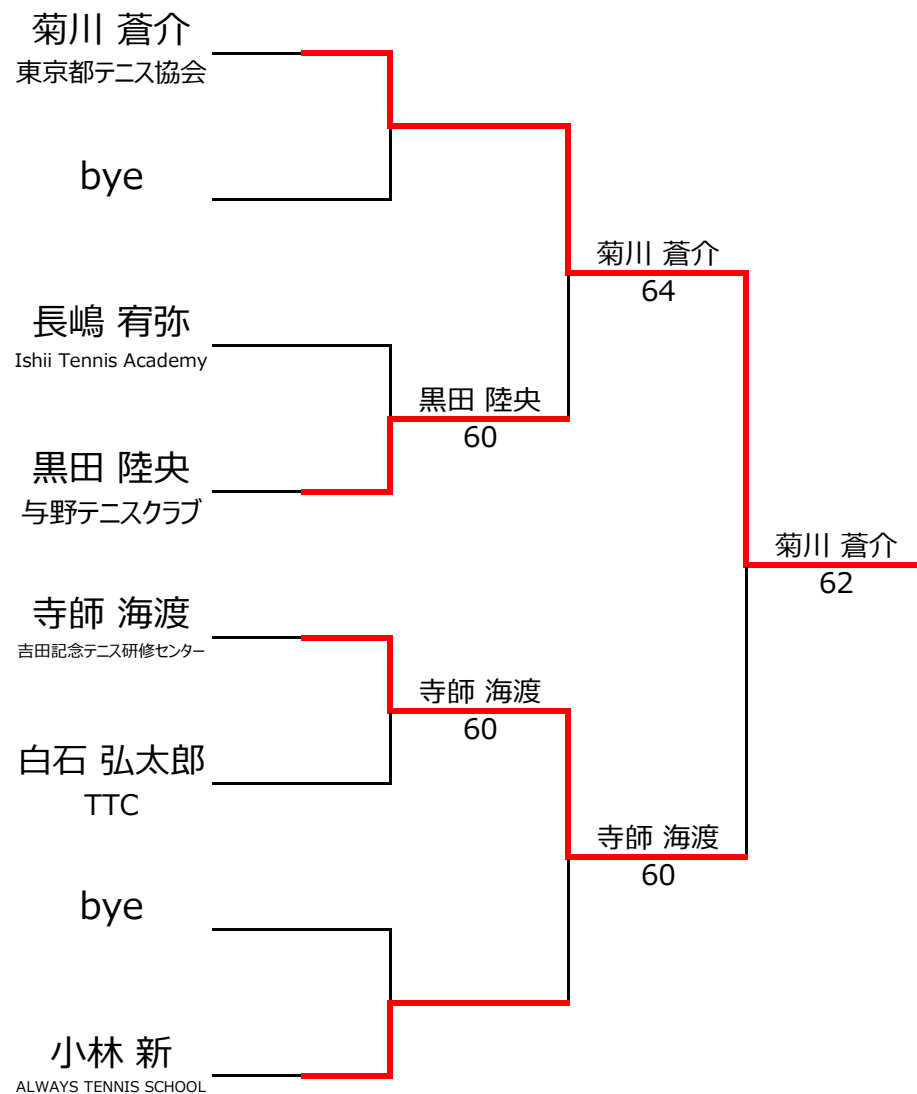 菊川 蒼介
東京都テニス協会
bye
長嶋 宥弥
Ishii Tennis Academy
黒田 陸央
与野テニスクラブ
寺師 海渡
吉田記念テニス研修センター
白石 弘太郎
TTC
bye
小林 新
ALWAYS TENNIS SCHOOL
黒田 陸央
60
寺師 海渡
60
菊川 蒼介
64
寺師 海渡
60
菊川 蒼介
62